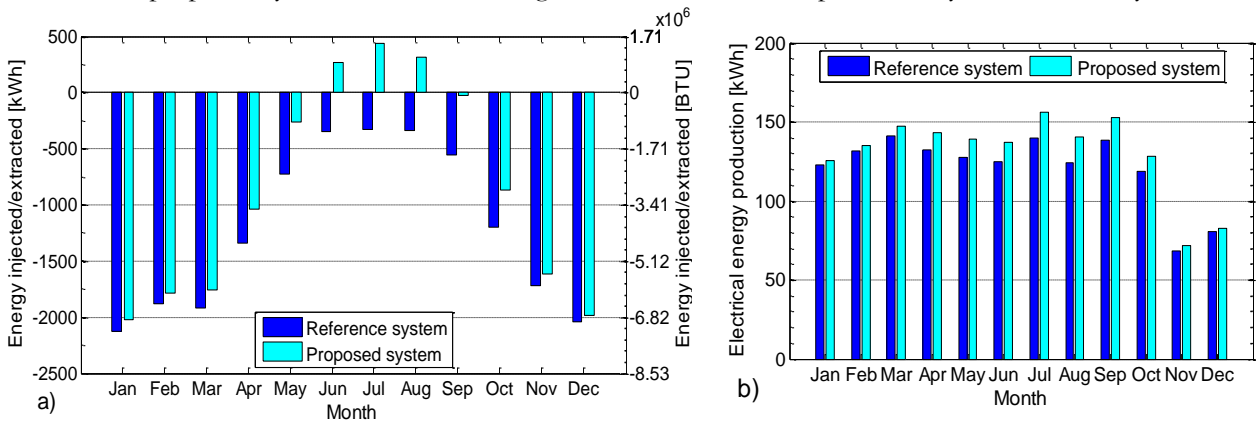 x10⁶
500
0
-500
-1000
-1500
-2000
-2500
Energy injected/extracted [kWh]
1.71
0
-1.71
-3.41
-5.12
-6.82
-8.53
Energy injected/extracted [BTU]
Reference system
Proposed system
Jan Feb Mar Apr May Jun Jul Aug Sep Oct Nov Dec
Month
a)
200
150
100
50
0
Electrical energy production [kWh]
Reference system Proposed system
Jan Feb Mar Apr May Jun Jul Aug Sep Oct Nov Dec
Month
b)